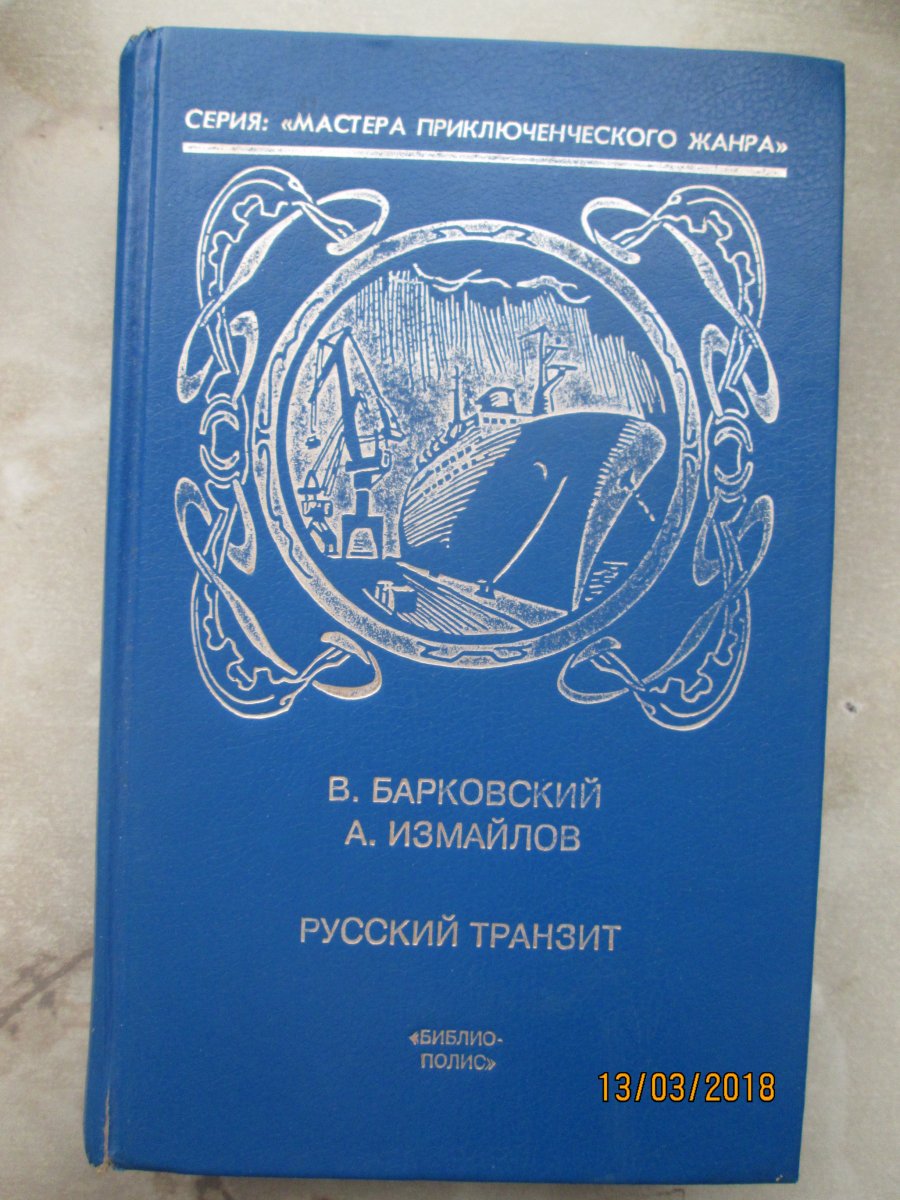 СЕРИЯ: «МАСТЕРА ПРИКЛЮЧЕНЧЕСКОГО ЖАНРА»
В. БАРКОВСКИЙ
А. ИЗМАЙЛОВ
РУССКИЙ ТРАНЗИТ
«БИБЛИО-
ПОЛИС»
13/03/2018